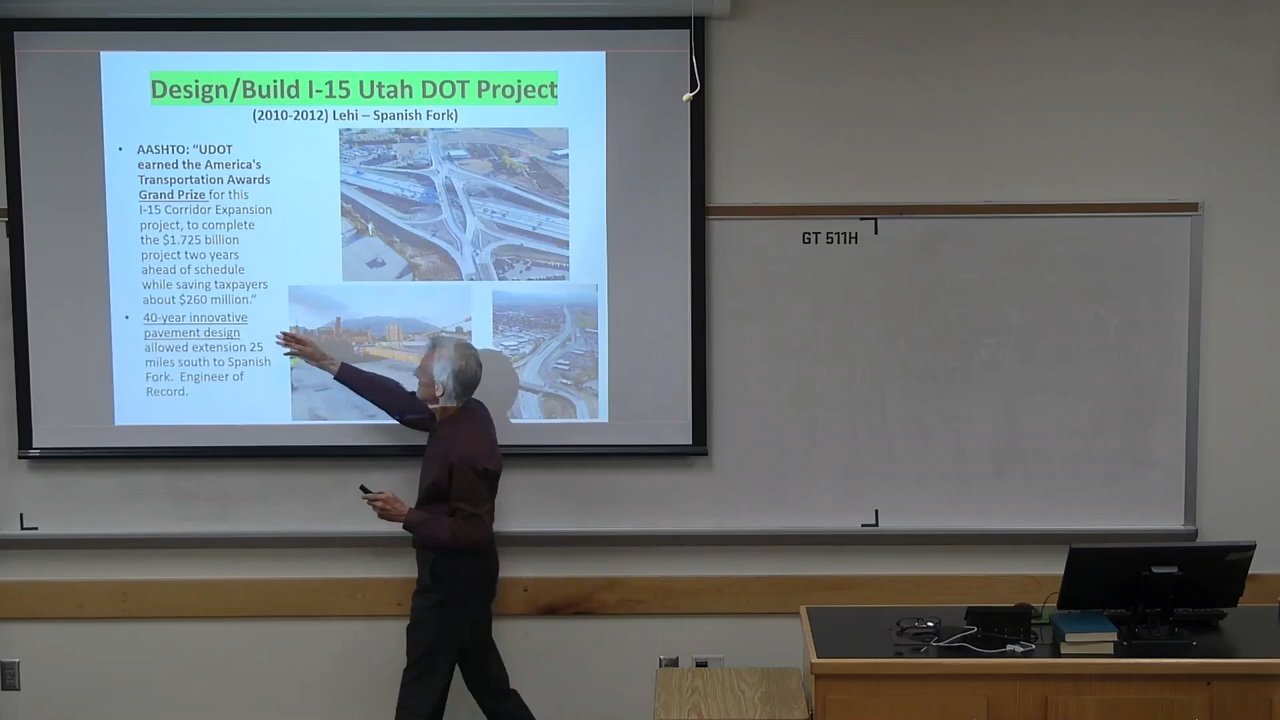 Design/Build I-15 Utah DOT Project
(2010-2012) Lehi – Spanish Fork)
• AASHTO: “UDOT
earned the America's
Transportation Awards
Grand Prize for this
I-15 Corridor Expansion
project, to complete
the $1.725 billion
project two years
ahead of schedule
while saving taxpayers
about $260 million.”
• 40-year innovative
pavement design
allowed extension 25
miles south to Spanish
Fork. Engineer of
Record.
GT 511H